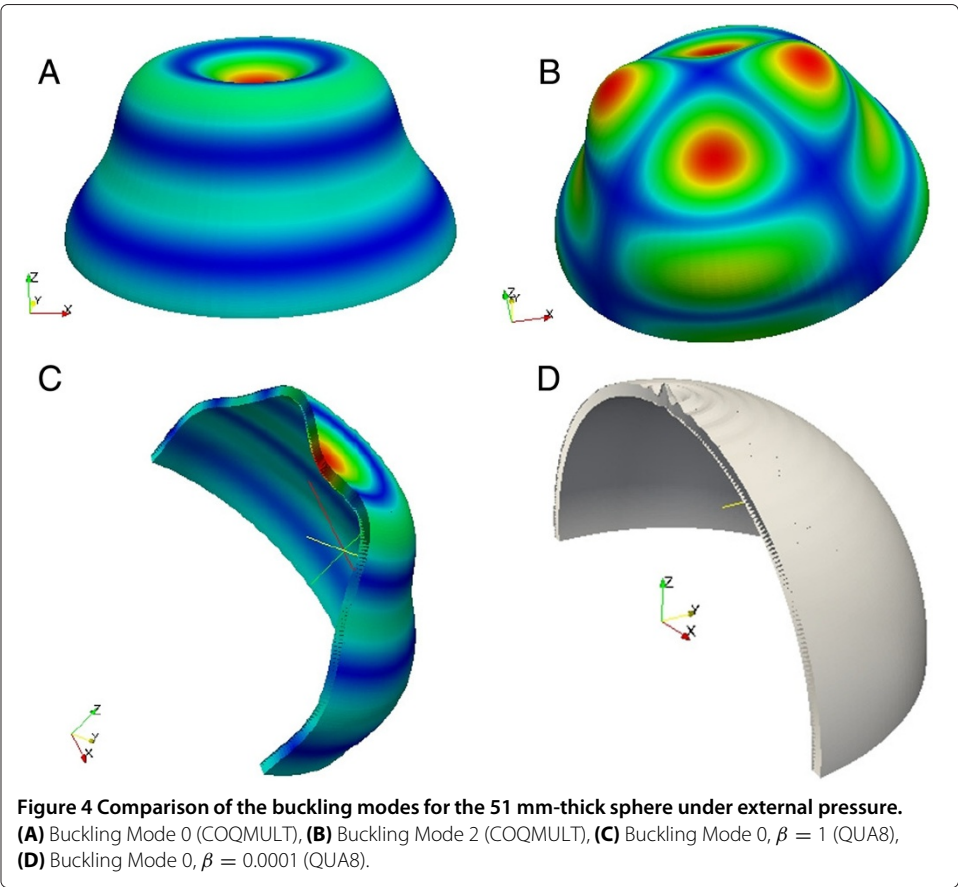 A
B
Z
Y
X
Z
Y
X
C
D
Z
Y
X
Z
Y
X
Figure 4 Comparison of the buckling modes for the 51 mm-thick sphere under external pressure.
(A) Buckling Mode 0 (COQMULT), (B) Buckling Mode 2 (COQMULT), (C) Buckling Mode 0, β = 1 (QUA8),
(D) Buckling Mode 0, β = 0.0001 (QUA8).